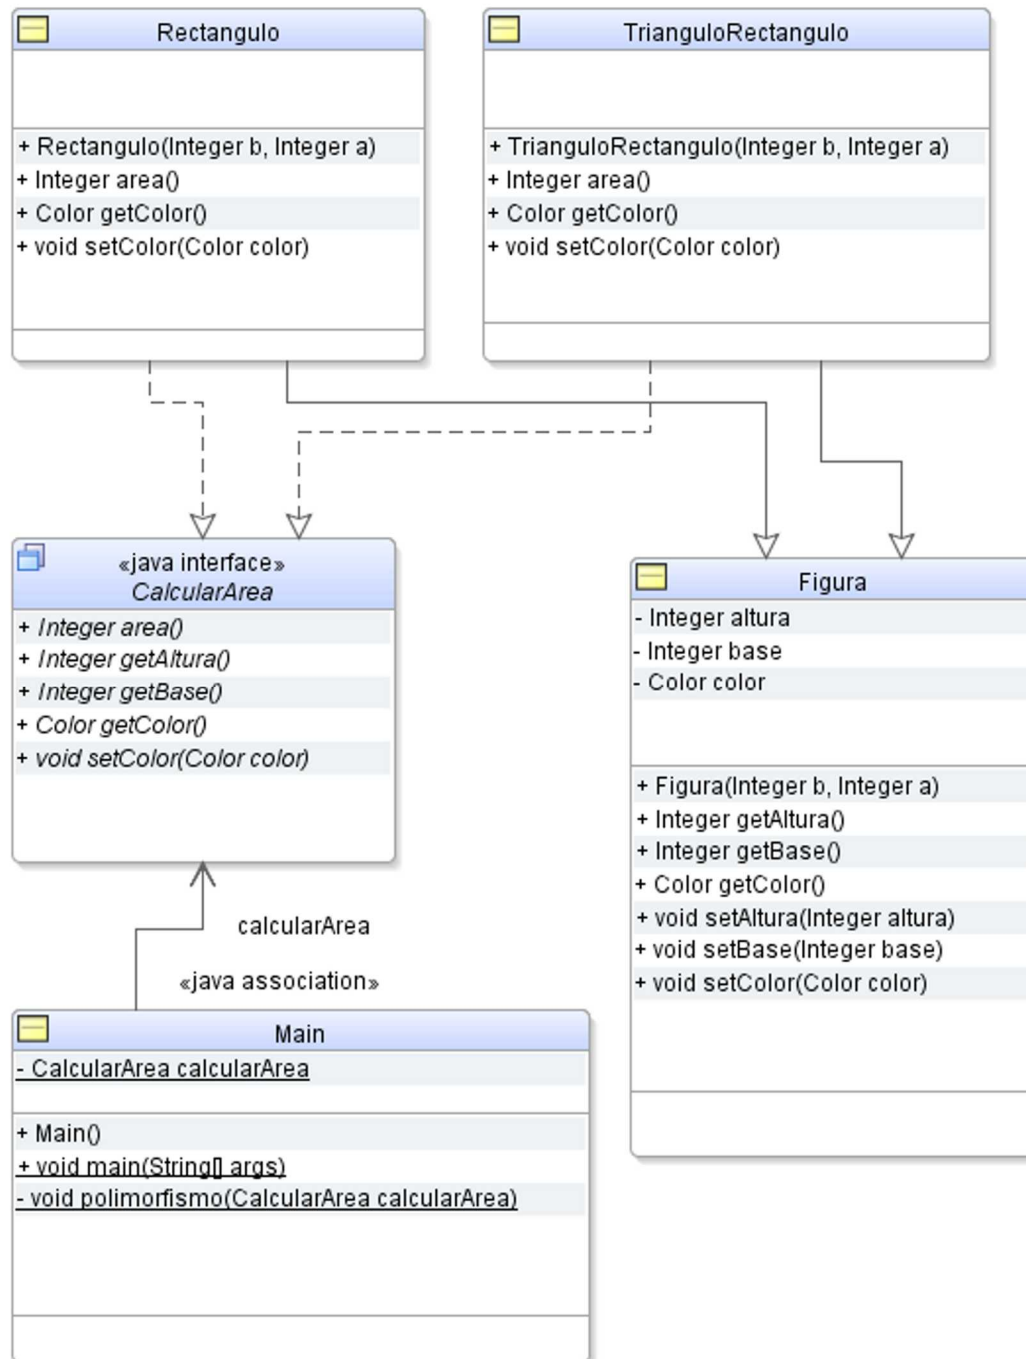 Rectangulo
+ Rectangulo(Integer b, Integer a)
+ Integer area()
+ Color getColor()
+ void setColor(Color color)
TrianguloRectangulo
+ TrianguloRectangulo(Integer b, Integer a)
+ Integer area()
+ Color getColor()
+ void setColor(Color color)
«java interface»
CalcularArea
+ Integer area()
+ Integer getAltura()
+ Integer getBase()
+ Color getColor()
+ void setColor(Color color)
Figura
- Integer altura
- Integer base
- Color color
+ Figura(Integer b, Integer a)
+ Integer getAltura()
+ Integer getBase()
+ Color getColor()
+ void setAltura(Integer altura)
+ void setBase(Integer base)
+ void setColor(Color color)
calcularArea
«java association»
Main
- CalcularArea calcularArea
+ Main()
+ void main(String[] args)
- void polimorfismo(CalcularArea calcularArea)